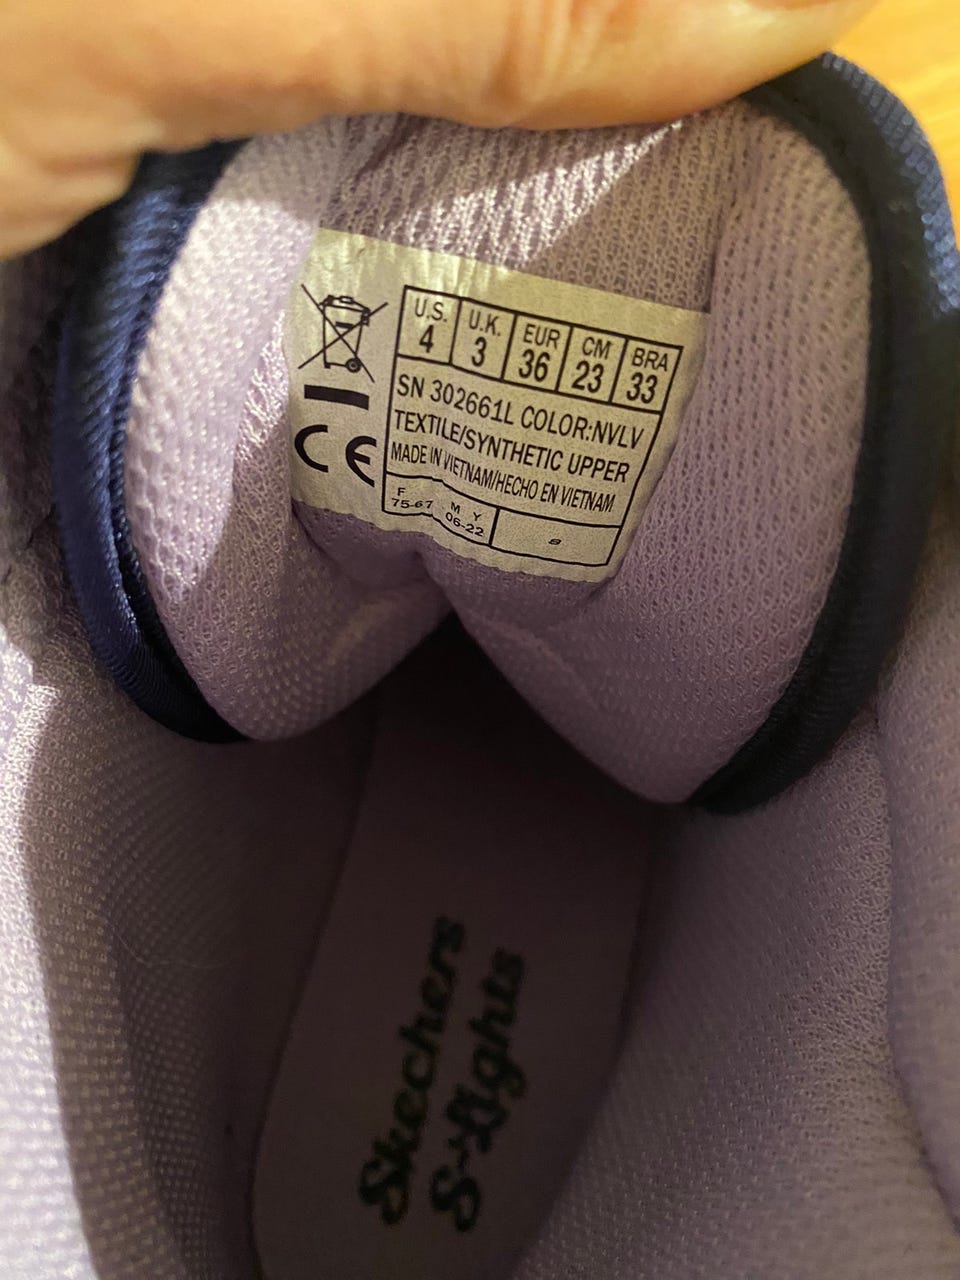 U.S. U.K. EUR CM BRA
4 3 36 23 33
SN 302661L COLOR:NVLV
TEXTILE/SYNTHETIC UPPER
MADE IN VIETNAM/HECHO EN VIETNAM
F M Y
75-67 06-22 8
CE
Skechers
S-Lights